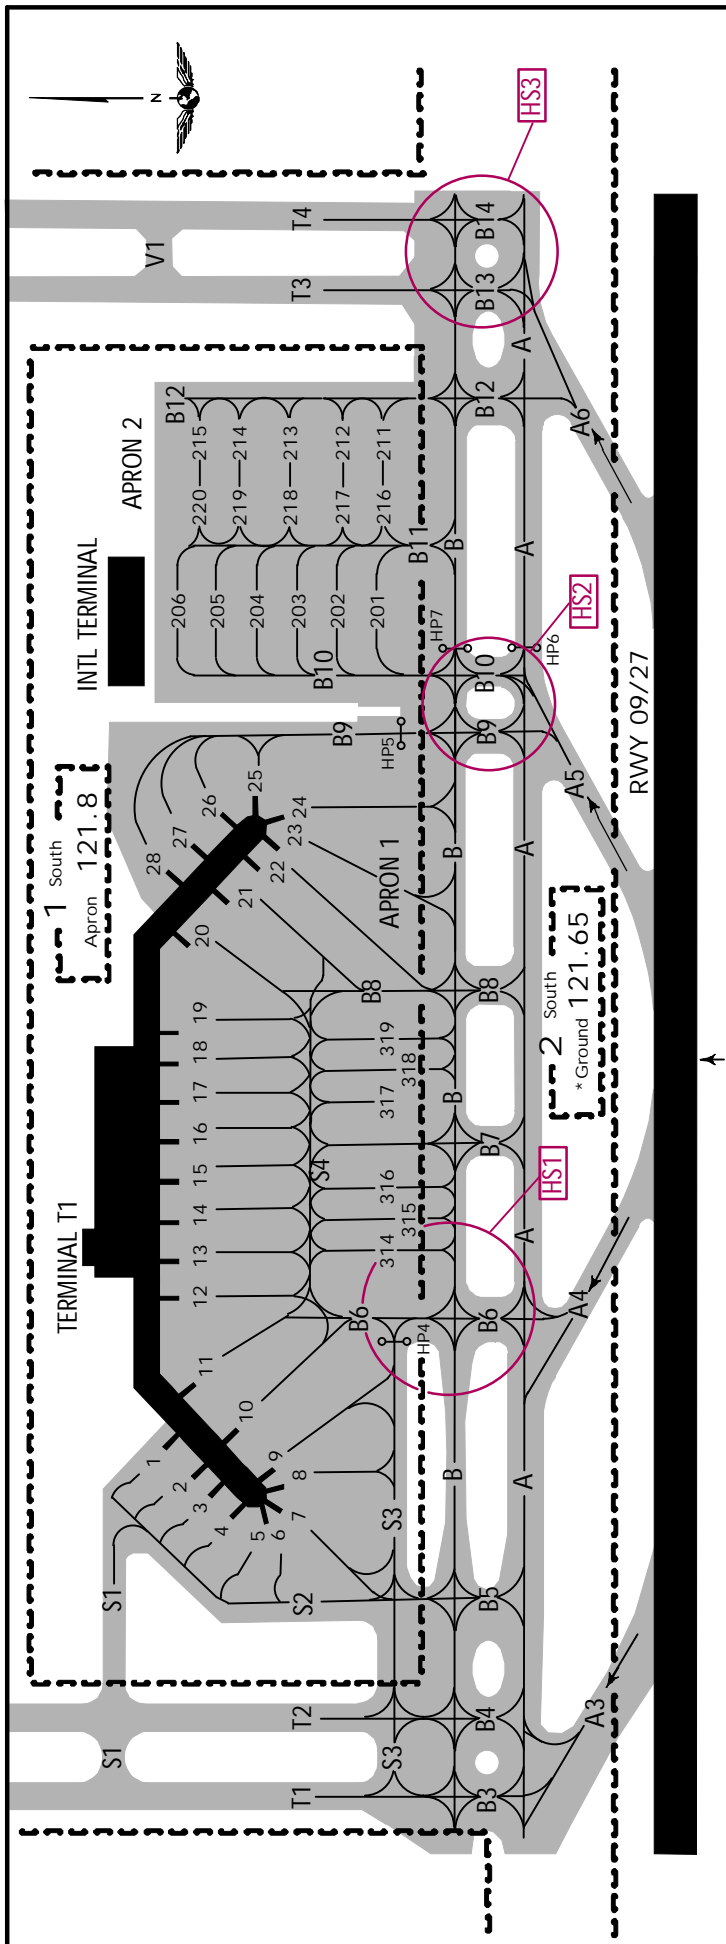 N
HS3
T4
B14
V1
T3
B13
A
B12
B12
A6
APRON 2
220
215
219
214
218
213
217
212
216
211
B11
B
A
INTL TERMINAL
206
205
204
203
202
201
B10
HP7
B10
HP6
HS2
B9
HP5
B9
A5
RWY 09/27
1 South
Apron 121.8
28
27
26
25
24
23
22
21
20
APRON 1
B
A
B8
B8
2 South
* Ground 121.65
19
18
17
16
15
14
13
12
11
10
9
8
7
6
5
4
3
2
1
319
318
317
316
315
314
S4
B
B7
HS1
TERMINAL T1
A
B6
B6
A4
HP4
B
A
S3
S1
S2
B5
S1
T2
S3
B4
A3
T1
B3